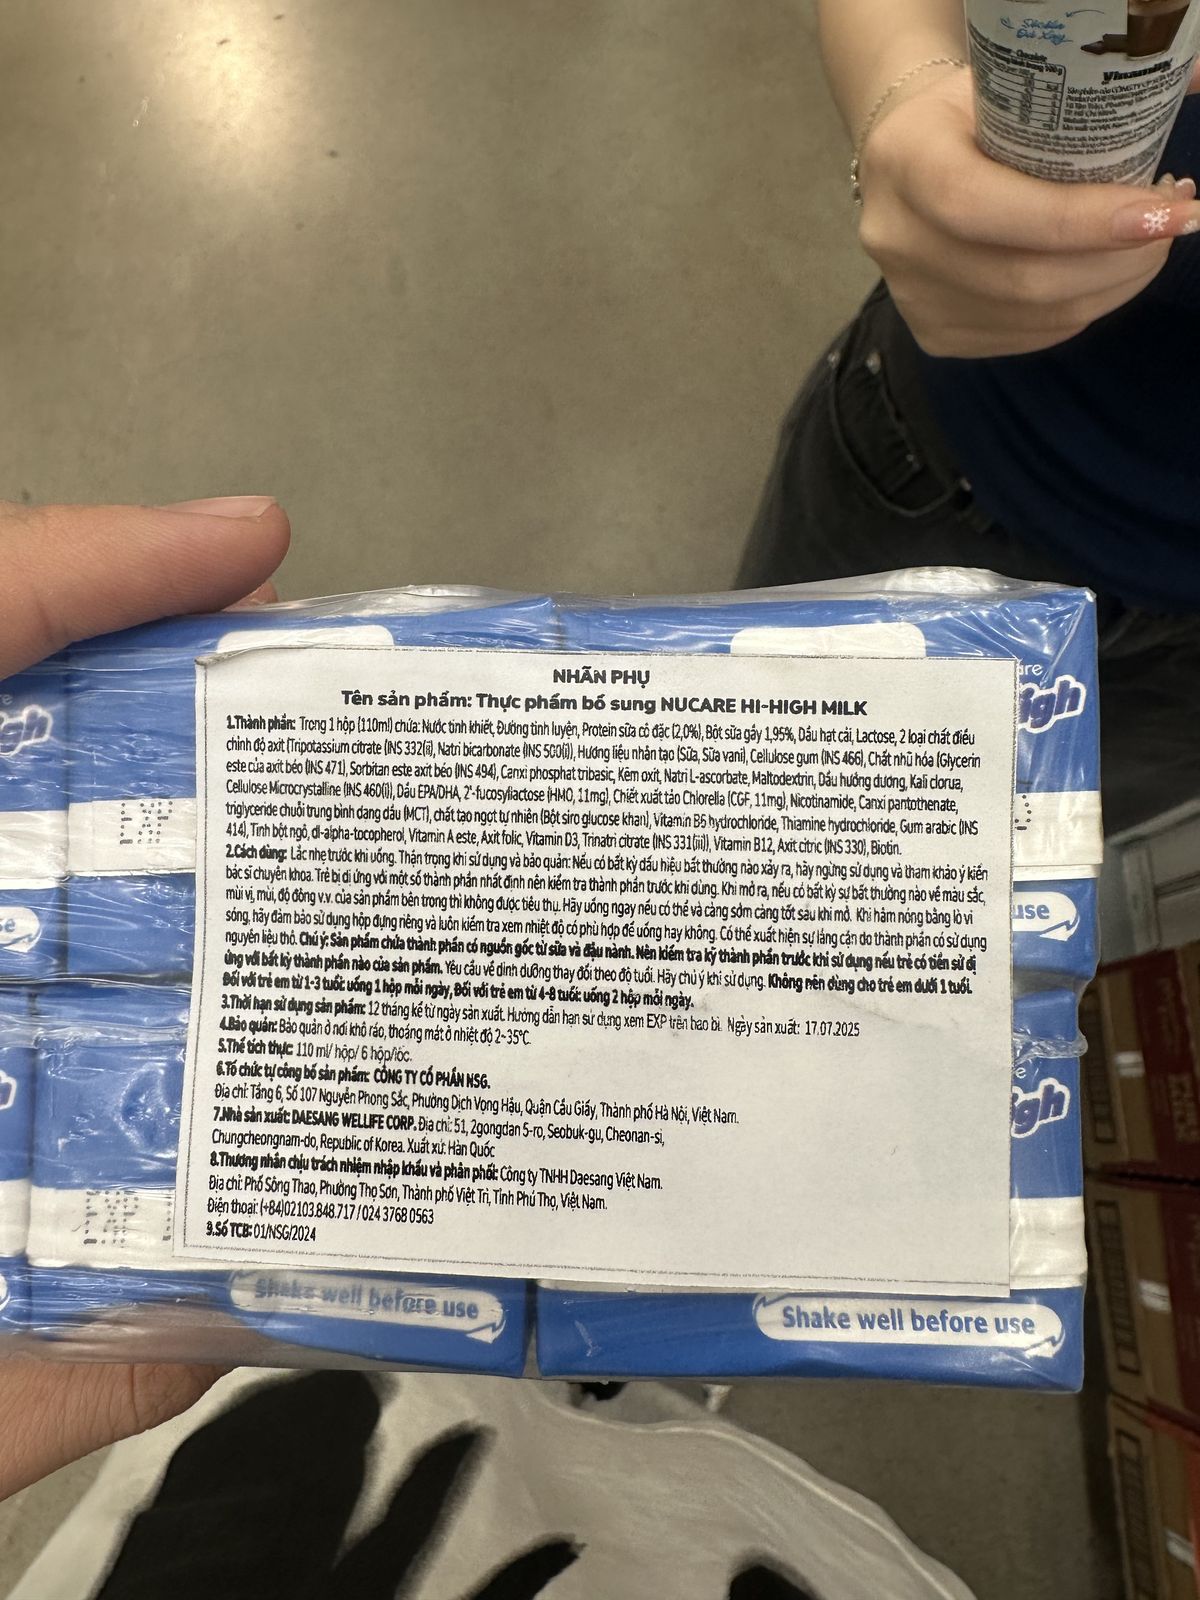 Vinamilk
NHÃN PHỤ
Tên sản phẩm: Thực phẩm bổ sung NUCARE HI-HIGH MILK
1.Thành phần: Trong 1 hộp (110ml) chứa: Nước tinh khiết, Đường tinh luyện, Protein sữa cô đặc (2,0%), Bột sữa gầy 1,95%, Dầu hạt cải, Lactose, 2 loại chất điều
chỉnh độ axit (Tripotassium citrate (INS 332(ii), Natri bicarbonate (INS 500(i)), Hương liệu nhân tạo (Sữa, Sữa vani), Cellulose gum (INS 466), Chất nhũ hóa (Glycerin
este của axit béo (INS 471), Sorbitan este axit béo (INS 494), Canxi phosphat tribasic, Kẽm oxit, Natri L-ascorbate, Maltodextrin, Dầu hướng dương, Kali clorua,
Cellulose Microcrystalline (INS 460(i)), Dầu EPA/DHA, 2'-fucosyllactose (HMO, 11mg), Chiết xuất tảo Chlorella (CGF, 11mg), Nicotinamide, Canxi pantothenate,
triglyceride chuỗi trung bình dạng dầu (MCT), chất tạo ngọt tự nhiên (Bột siro glucose khan), Vitamin B6 hydrochloride, Thiamine hydrochloride, Gum arabic (INS
414), Tinh bột ngô, dl-alpha-tocopherol, Vitamin A este, Axit folic, Vitamin D3, Trinatri citrate (INS 331(iii)), Vitamin B12, Axit citric (INS 330), Biotin.
2.Cách dùng: Lắc nhẹ trước khi uống. Thận trọng khi sử dụng và bảo quản: Nếu có bất kỳ dấu hiệu bất thường nào xảy ra, hãy ngừng sử dụng và tham khảo ý kiến
bác sĩ chuyên khoa. Trẻ bị dị ứng với một số thành phần nhất định nên kiểm tra thành phần trước khi dùng. Khi mở ra, nếu có bất kỳ sự bất thường nào về màu sắc,
mùi vị, mùi, độ đông v.v. của sản phẩm bên trong thì không được tiêu thụ. Hãy uống ngay nếu có thể và càng sớm càng tốt sau khi mở. Khi hâm nóng bằng lò vi
sóng, hãy đảm bảo sử dụng hộp đựng riêng và luôn kiểm tra xem nhiệt độ có phù hợp để uống hay không. Có thể xuất hiện sự lắng cặn do thành phần có sử dụng
nguyên liệu thô. Chú ý: Sản phẩm chứa thành phần có nguồn gốc từ sữa và đậu nành. Nên kiểm tra kỹ thành phần trước khi sử dụng nếu trẻ có tiền sử dị
ứng với bất kỳ thành phần nào của sản phẩm. Yêu cầu về dinh dưỡng thay đổi theo độ tuổi. Hãy chú ý khi sử dụng. Không nên dùng cho trẻ em dưới 1 tuổi.
Đối với trẻ em từ 1-3 tuổi: uống 1 hộp mỗi ngày, Đối với trẻ em từ 4-8 tuổi: uống 2 hộp mỗi ngày.
3.Thời hạn sử dụng sản phẩm: 12 tháng kể từ ngày sản xuất. Hướng dẫn hạn sử dụng xem EXP trên bao bì. Ngày sản xuất: 17.07.2025
4.Bảo quản: Bảo quản ở nơi khô ráo, thoáng mát ở nhiệt độ 2~35°C.
5.Thể tích thực: 110 ml/ hộp/ 6 hộp/lốc.
6.Tổ chức tự công bố sản phẩm: CÔNG TY CỔ PHẦN NSG.
Địa chỉ: Tầng 6, Số 107 Nguyễn Phong Sắc, Phường Dịch Vọng Hậu, Quận Cầu Giấy, Thành phố Hà Nội, Việt Nam.
7.Nhà sản xuất: DAESANG WELLIFE CORP. Địa chỉ: 51, 2gongdan 5-ro, Seobuk-gu, Cheonan-si,
Chungcheongnam-do, Republic of Korea. Xuất xứ: Hàn Quốc
8.Thương nhân chịu trách nhiệm nhập khẩu và phân phối: Công ty TNHH Daesang Việt Nam.
Địa chỉ: Phố Sông Thao, Phường Thọ Sơn, Thành phố Việt Trì, Tỉnh Phú Thọ, Việt Nam.
Điện thoại: (+84)02103.848.717 / 024 3768 0563
9.Số TCB: 01/NSG/2024
EXP
use
EXP
Shake well before use
Shake well before use